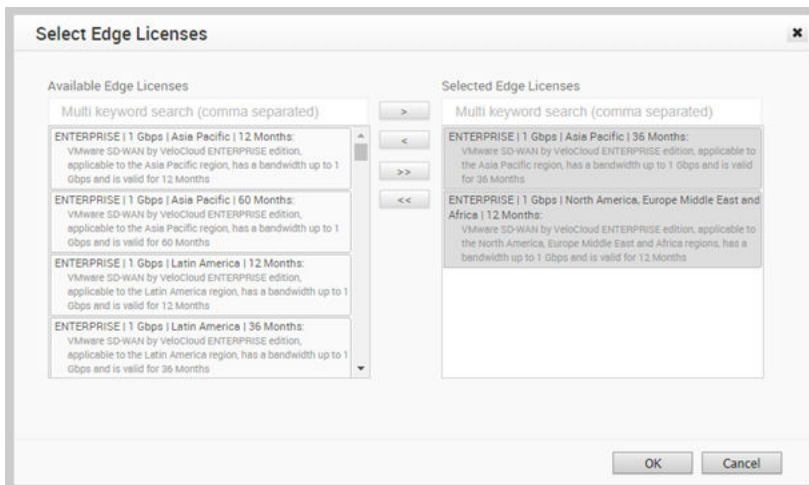 Select Edge Licenses
Available Edge Licenses
Multi keyword search (comma separated)
ENTERPRISE | 1 Gbps | Asia Pacific | 12 Months:
VMware SD-WAN by VeloCloud ENTERPRISE edition,
applicable to the Asia Pacific region, has a bandwidth up to 1
Gbps and is valid for 12 Months
ENTERPRISE | 1 Gbps | Asia Pacific | 60 Months:
VMware SD-WAN by VeloCloud ENTERPRISE edition,
applicable to the Asia Pacific region, has a bandwidth up to 1
Gbps and is valid for 60 Months
ENTERPRISE | 1 Gbps | Latin America | 12 Months:
VMware SD-WAN by VeloCloud ENTERPRISE edition,
applicable to the Latin America region, has a bandwidth up to 1
Gbps and is valid for 12 Months
ENTERPRISE | 1 Gbps | Latin America | 36 Months:
VMware SD-WAN by VeloCloud ENTERPRISE edition,
applicable to the Latin America region, has a bandwidth up to 1
Gbps and is valid for 36 Months
>
<
>>
<<
Selected Edge Licenses
Multi keyword search (comma separated)
ENTERPRISE | 1 Gbps | Asia Pacific | 36 Months:
VMware SD-WAN by VeloCloud ENTERPRISE edition, applicable to
the Asia Pacific region, has a bandwidth up to 1 Gbps and is valid
for 36 Months
ENTERPRISE | 1 Gbps | North America, Europe Middle East and
Africa | 12 Months:
VMware SD-WAN by VeloCloud ENTERPRISE edition, applicable to
the North America, Europe Middle East and Africa regions, has a
bandwidth up to 1 Gbps and is valid for 12 Months
OK
Cancel